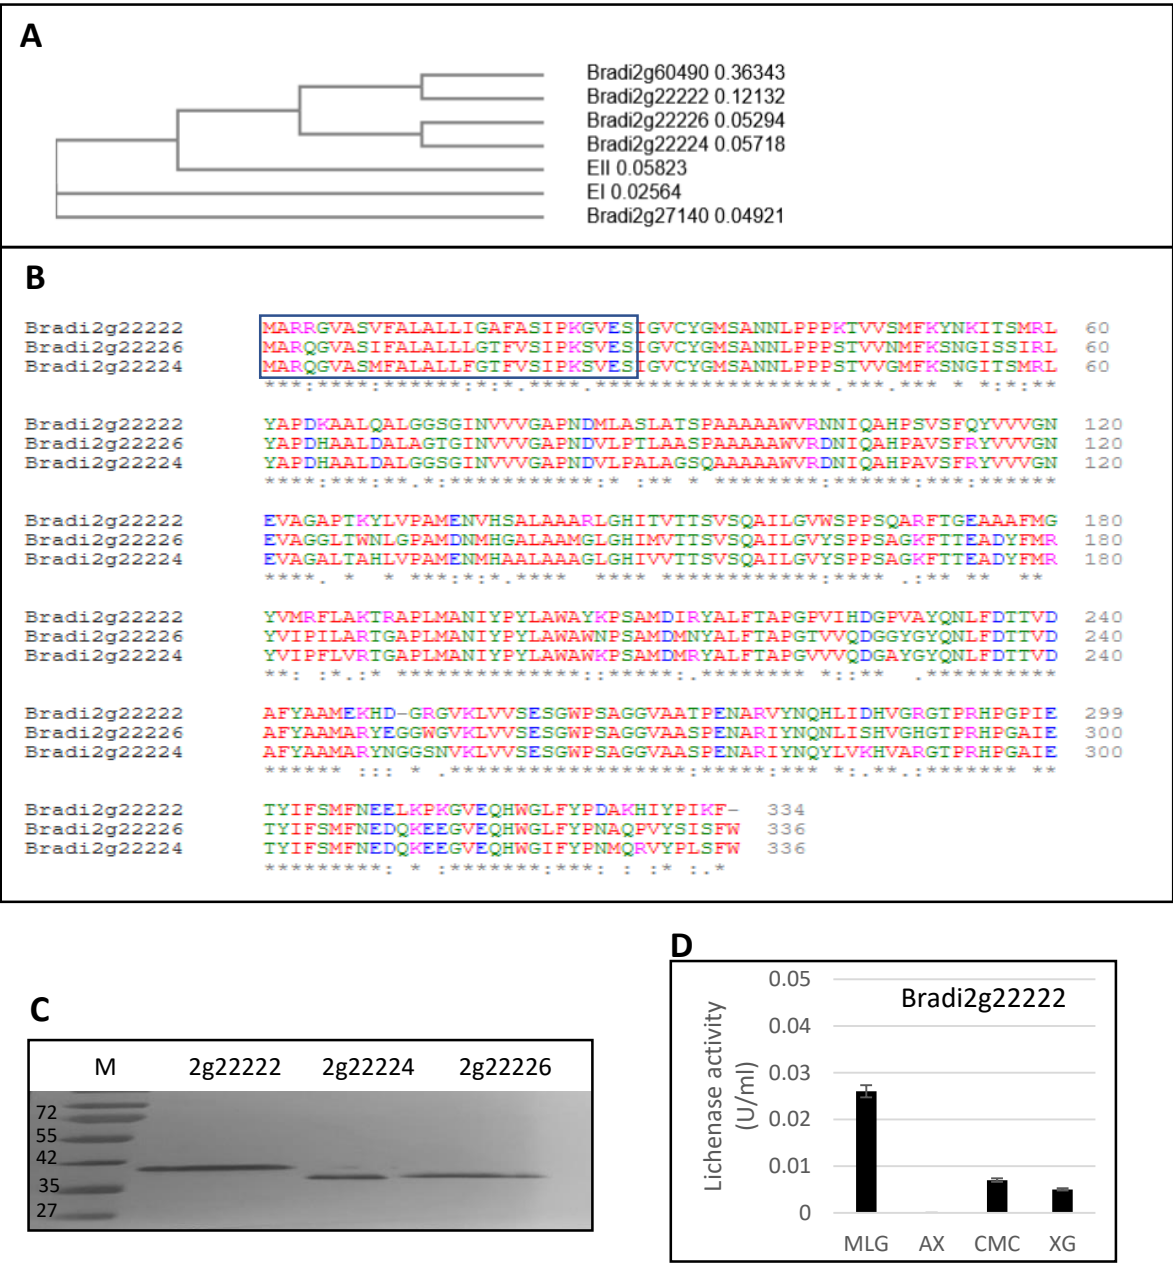 A
Bradi2g60490 0.36343
Bradi2g22222 0.12132
Bradi2g22226 0.05294
Bradi2g22224 0.05718
EII 0.05823
EI 0.02564
Bradi2g27140 0.04921
B
Bradi2g22222 MARRGVASVFALALLIGAFASIPKGVESIGVCYGMSANNLPPPKTVVSMFKYNKITSMRL 60
Bradi2g22226 MARQGVASIFALALLLGTFVSIPKSVESIGVCYGMSANNLPPPSTVVNMFKSNGISSIRL 60
Bradi2g22224 MARQGVASMFALALLFGTFVSIPKSVESIGVCYGMSANNLPPPSTVVGMFKSNGITSMRL 60
Bradi2g22222 YAPDKAALQALGGSGINVVVGAPNDMLASLATSPAAAAAWVRNNIQAHPSVSFQYVVVGN 120
Bradi2g22226 YAPDHAALDALAGTGINVVVGAPNDVLPTLAASPAAAAAWVRDNIQAHPAVSFRYVVVGN 120
Bradi2g22224 YAPDHAALDALGGSGINVVVGAPNDVLPALAGSQAAAAAWVRDNIQAHPAVSFRYVVVGN 120
Bradi2g22222 EVAGAPTKYLVPAMENVHSALAAARLGHITVTTSVSQAILGVWSPPSQARFTGEAAAFMG 180
Bradi2g22226 EVAGGLTWNLGPAMDNMHGALAAMGLGHIMVTTSVSQAILGVYSPPSAGKFTTEADYFMR 180
Bradi2g22224 EVAGALTAHLVPAMENMHAALAAAGLGHIVVTTSVSQAILGVYSPPSAGKFTTEADYFMR 180
Bradi2g22222 YVMRFLAKTRAPLMANIYPYLAWAYKPSAMDIRYALFTAPGPVIHDGPVAYQNLFDTTVD 240
Bradi2g22226 YVIPILARTGAPLMANIYPYLAWAWNPSAMDMNYALFTAPGTVVQDGGYGYQNLFDTTVD 240
Bradi2g22224 YVIPFLVRTGAPLMANIYPYLAWAWKPSAMDMRYALFTAPGVVVQDGAYGYQNLFDTTVD 240
Bradi2g22222 AFYAAMEKHD-GRGVKLVVSESGWPSAGGVAATPENARVYNQHLIDHVGRGTPRHPGPIE 299
Bradi2g22226 AFYAAMARYEGGWGVKLVVSESGWPSAGGVAASPENARIYNQNLISHVGHGTPRHPGAIE 300
Bradi2g22224 AFYAAMARYNGGSNVKLVVSESGWPSAGGVAASPENARIYNQYLVKHVARGTPRHPGAIE 300
Bradi2g22222 TYIFSMFNEELKPKGVEQHWGLFYPDAKHIYPIKF- 334
Bradi2g22226 TYIFSMFNEDQKEEGVEQHWGLFYPNAQPVYSISFW 336
Bradi2g22224 TYIFSMFNEDQKEEGVEQHWGIFYPNMQRVYPLSFW 336
C
M 2g22222 2g22224 2g22226
72
55
42
35
27
D
Bradi2g22222
Lichenase activity
(U/ml)
0.05
0.04
0.03
0.02
0.01
0
MLG AX CMC XG